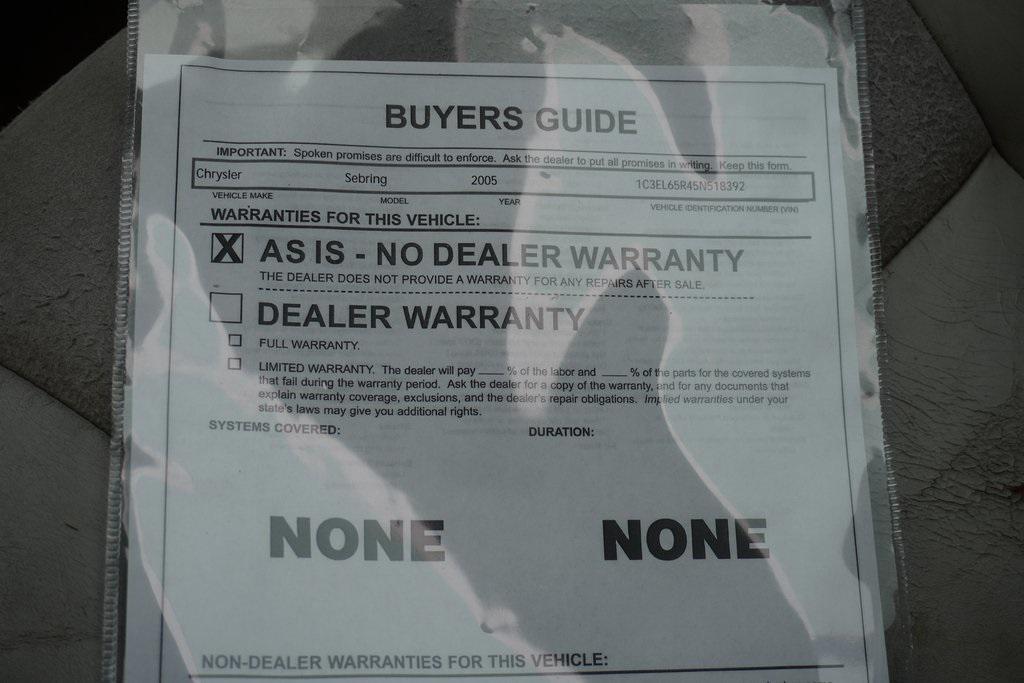 BUYERS GUIDE
IMPORTANT: Spoken promises are difficult to enforce. Ask the dealer to put all promises in writing. Keep this form.
Chrysler Sebring 2005 1C3EL65R45N518392
VEHICLE MAKE MODEL YEAR VEHICLE IDENTIFICATION NUMBER (VIN)
WARRANTIES FOR THIS VEHICLE:
X AS IS - NO DEALER WARRANTY
THE DEALER DOES NOT PROVIDE A WARRANTY FOR ANY REPAIRS AFTER SALE.
DEALER WARRANTY
FULL WARRANTY.
LIMITED WARRANTY. The dealer will pay ____ % of the labor and ____ % of the parts for the covered systems
that fail during the warranty period. Ask the dealer for a copy of the warranty, and for any documents that
explain warranty coverage, exclusions, and the dealer's repair obligations. Implied warranties under your
state's laws may give you additional rights.
SYSTEMS COVERED: DURATION:
NONE NONE
NON-DEALER WARRANTIES FOR THIS VEHICLE: